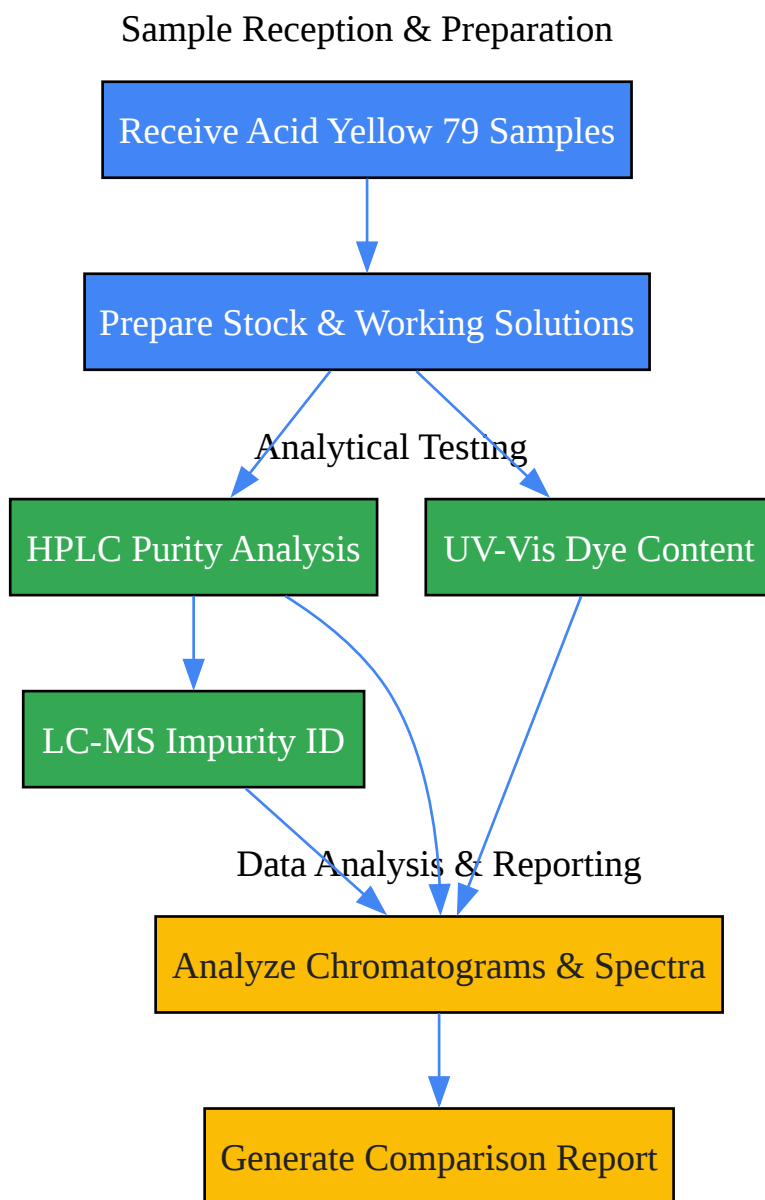 Sample Reception & Preparation
Receive Acid Yellow 79 Samples
Prepare Stock & Working Solutions
Analytical Testing
HPLC Purity Analysis
UV-Vis Dye Content
LC-MS Impurity ID
Data Analysis & Reporting
Analyze Chromatograms & Spectra
Generate Comparison Report